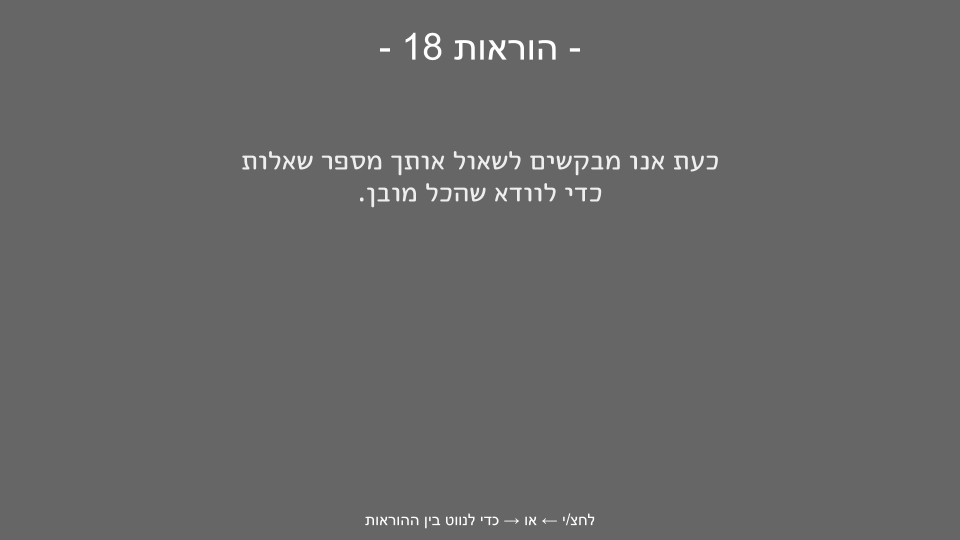 - הוראות 18 -
כעת אנו מבקשים לשאול אותך מספר שאלות
כדי לוודא שהכל מובן.
לחצ/י ← או → כדי לנווט בין ההוראות